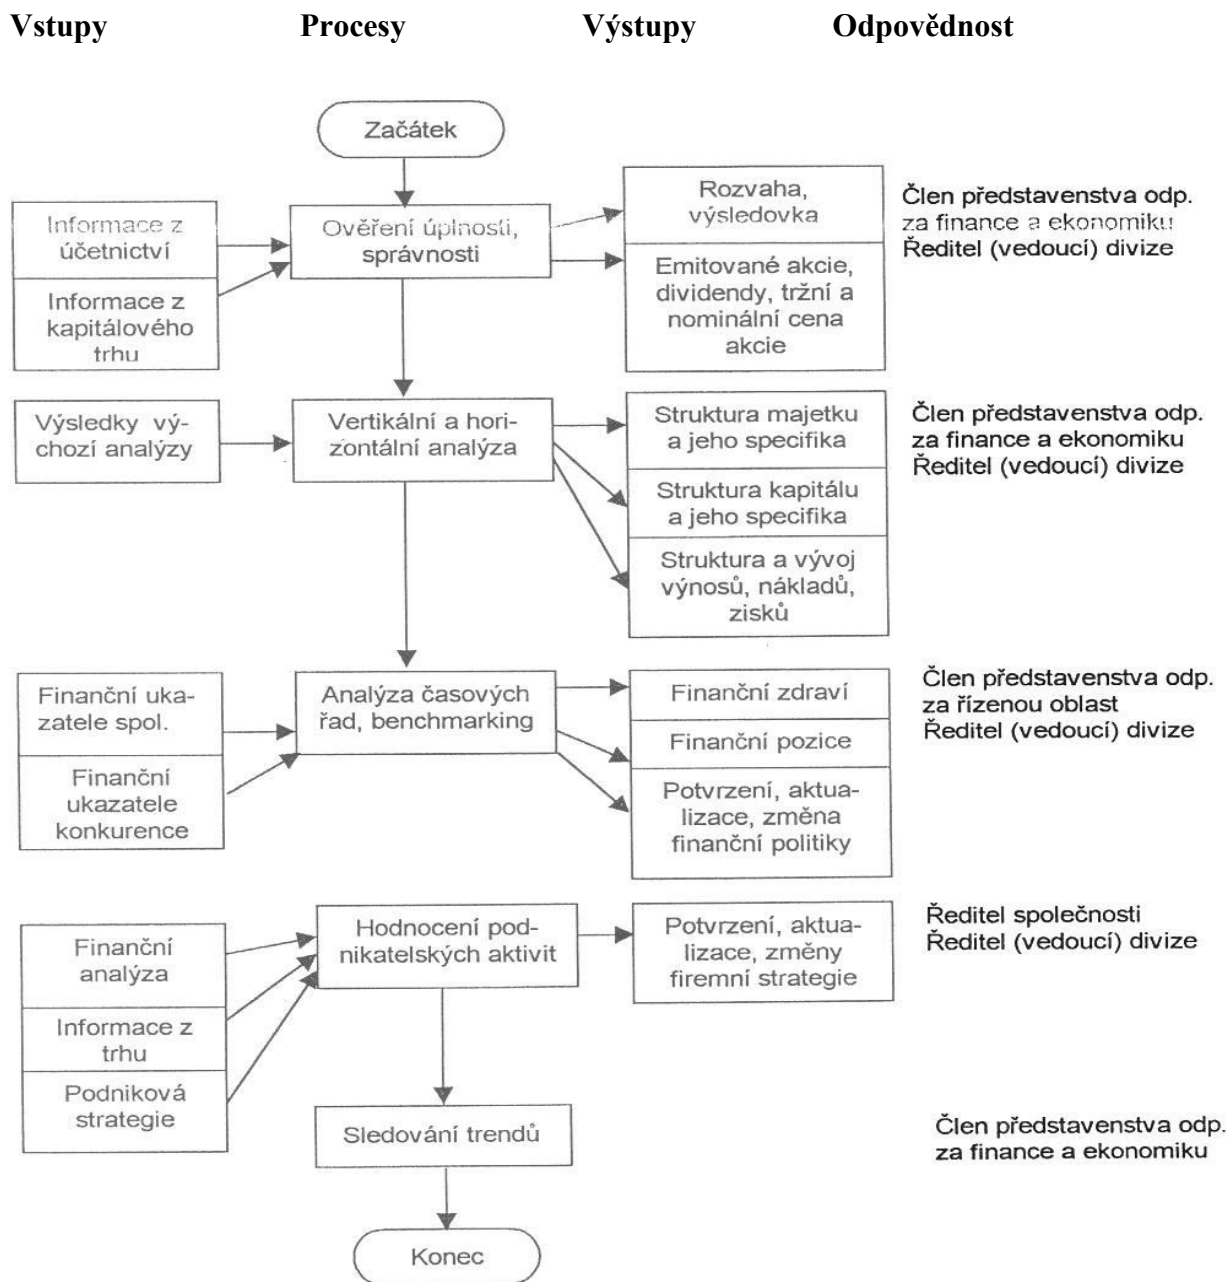 Vstupy Procesy Výstupy Odpovědnost
Začátek
Informace z
účetnictví
Informace z
kapitálového
trhu
Ověření úplnosti,
správnosti
Rozvaha,
výsledovka
Emitované akcie,
dividendy, tržní a
nominální cena
akcie
Člen představenstva odp.
za finance a ekonomiku
Ředitel (vedoucí) divize
Výsledky vý-
chozí analýzy
Vertikální a hori-
zontální analýza
Struktura majetku
a jeho specifika
Struktura kapitálu
a jeho specifika
Struktura a vývoj
výnosů, nákladů,
zisků
Člen představenstva odp.
za finance a ekonomiku
Ředitel (vedoucí) divize
Finanční uka-
zatele spol.
Finanční
ukazatele
konkurence
Analýza časových
řad, benchmarking
Finanční zdraví
Finanční pozice
Potvrzení, aktua-
lizace, změna
finanční politiky
Člen představenstva odp.
za řízenou oblast
Ředitel (vedoucí) divize
Finanční
analýza
Informace z
trhu
Podniková
strategie
Hodnocení pod-
nikatelských aktivit
Potvrzení, aktua-
lizace, změny
firemní strategie
Ředitel společnosti
Ředitel (vedoucí) divize
Sledování trendů
Člen představenstva odp.
za finance a ekonomiku
Konec